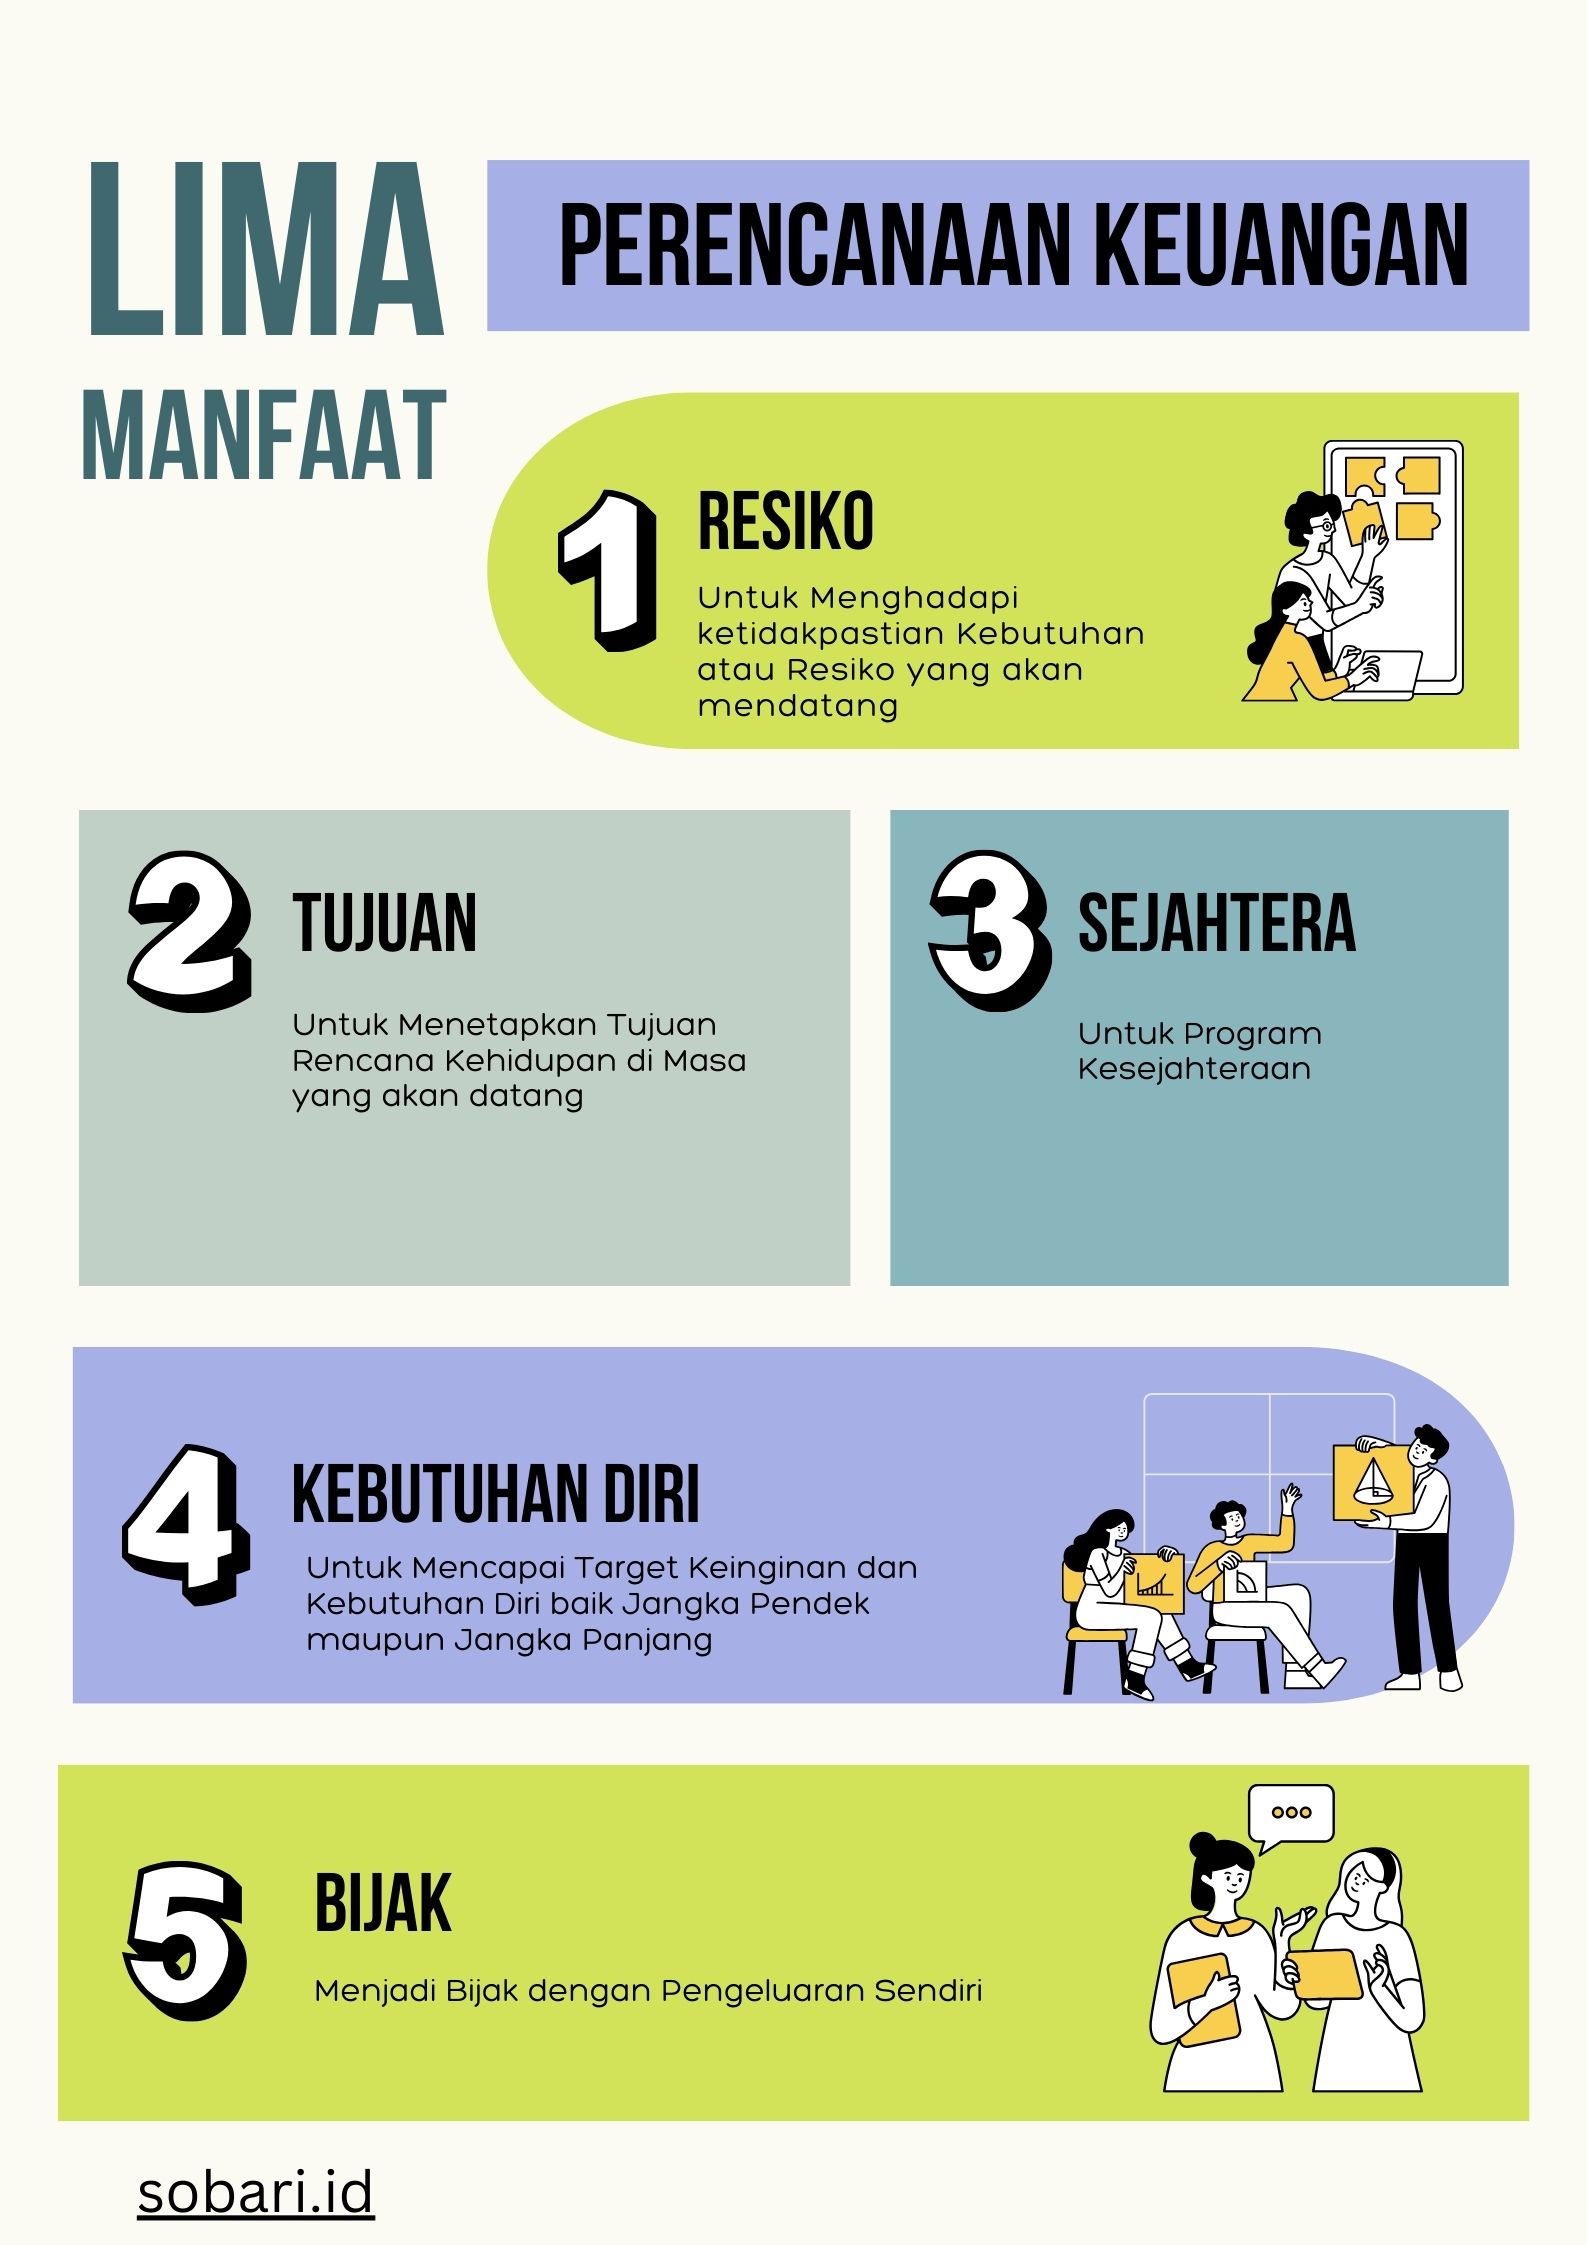 LIMA
MANFAAT
PERENCANAAN KEUANGAN
1
RESIKO
Untuk Menghadapi
ketidakpastian Kebutuhan
atau Resiko yang akan
mendatang
2
TUJUAN
Untuk Menetapkan Tujuan
Rencana Kehidupan di Masa
yang akan datang
3
SEJAHTERA
Untuk Program
Kesejahteraan
4
KEBUTUHAN DIRI
Untuk Mencapai Target Keinginan dan
Kebutuhan Diri baik Jangka Pendek
maupun Jangka Panjang
5
BIJAK
Menjadi Bijak dengan Pengeluaran Sendiri
sobari.id